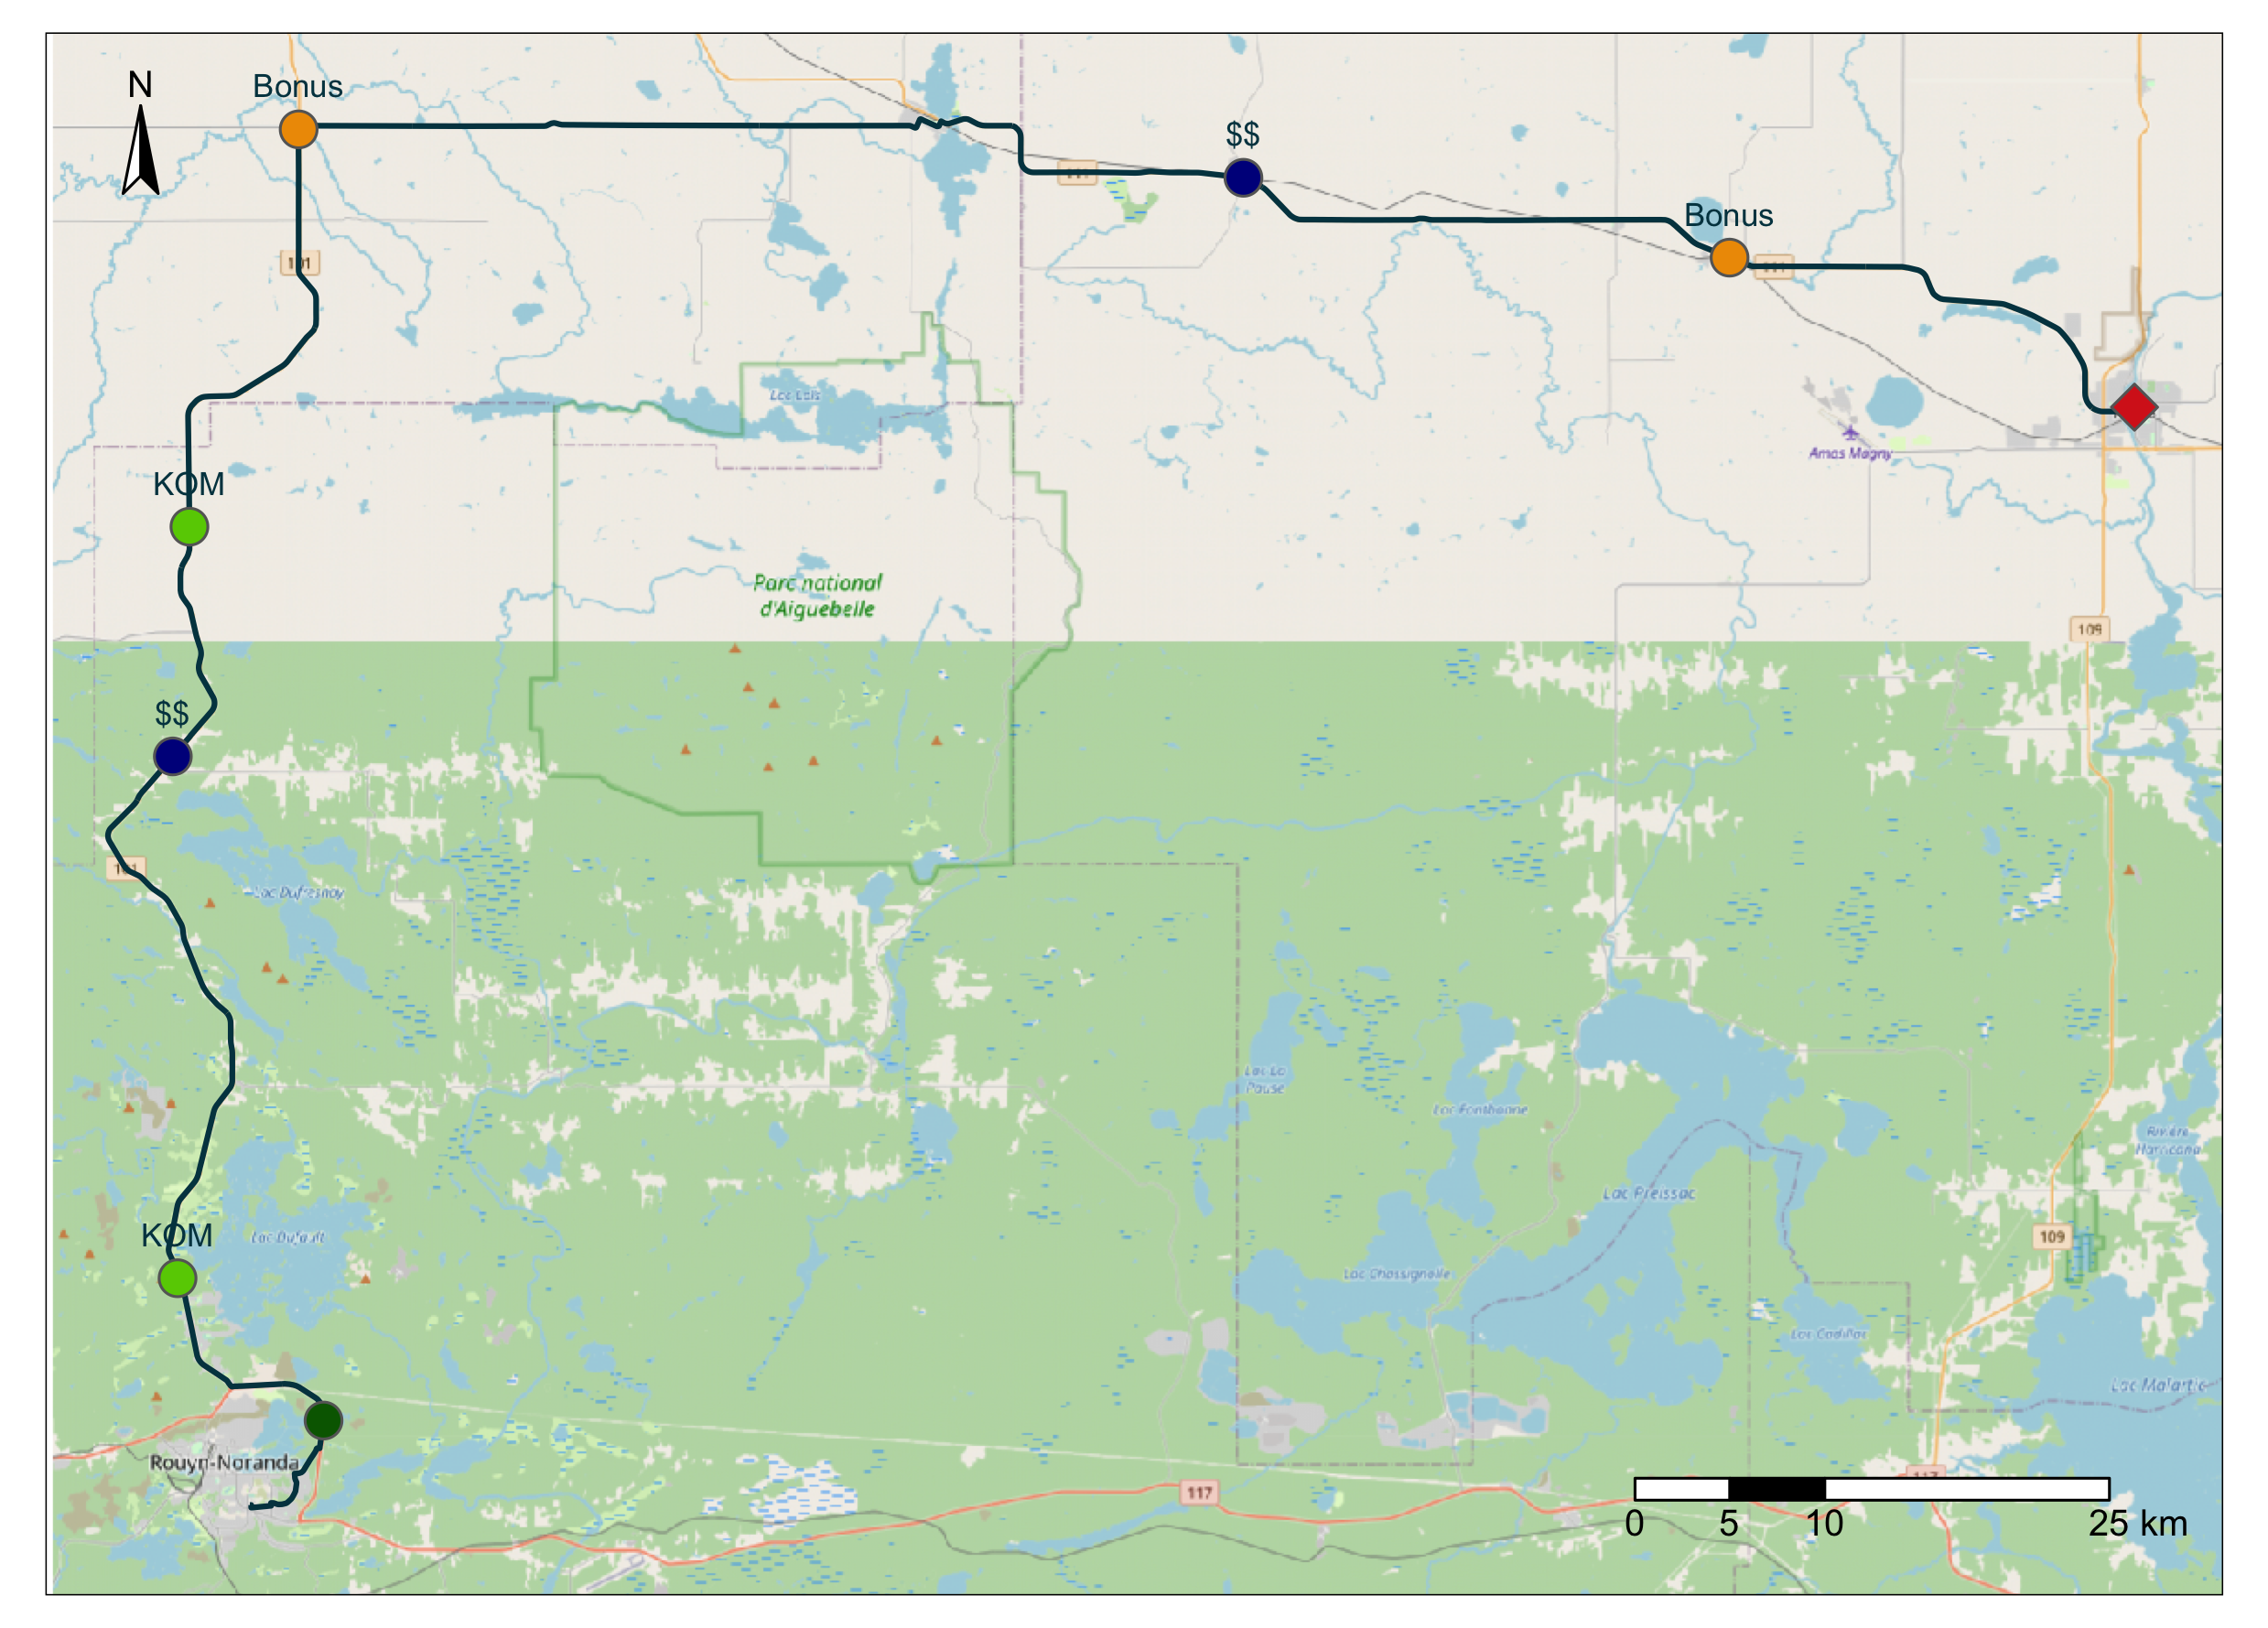 N
Bonus
$$
111
Bonus
111
101
Lac Lois
Amos Magny
KOM
Parc national
d'Aiguebelle
109
$$
101
Lac Dufresnoy
Lac La
Pause
Lac Fontbonne
Rivière
Harricana
Lac Preissac
KOM
Lac Dufault
109
Lac Chassignolle
Lac Cadillac
Lac Malartic
Rouyn-Noranda
117
117
0 5 10 25 km